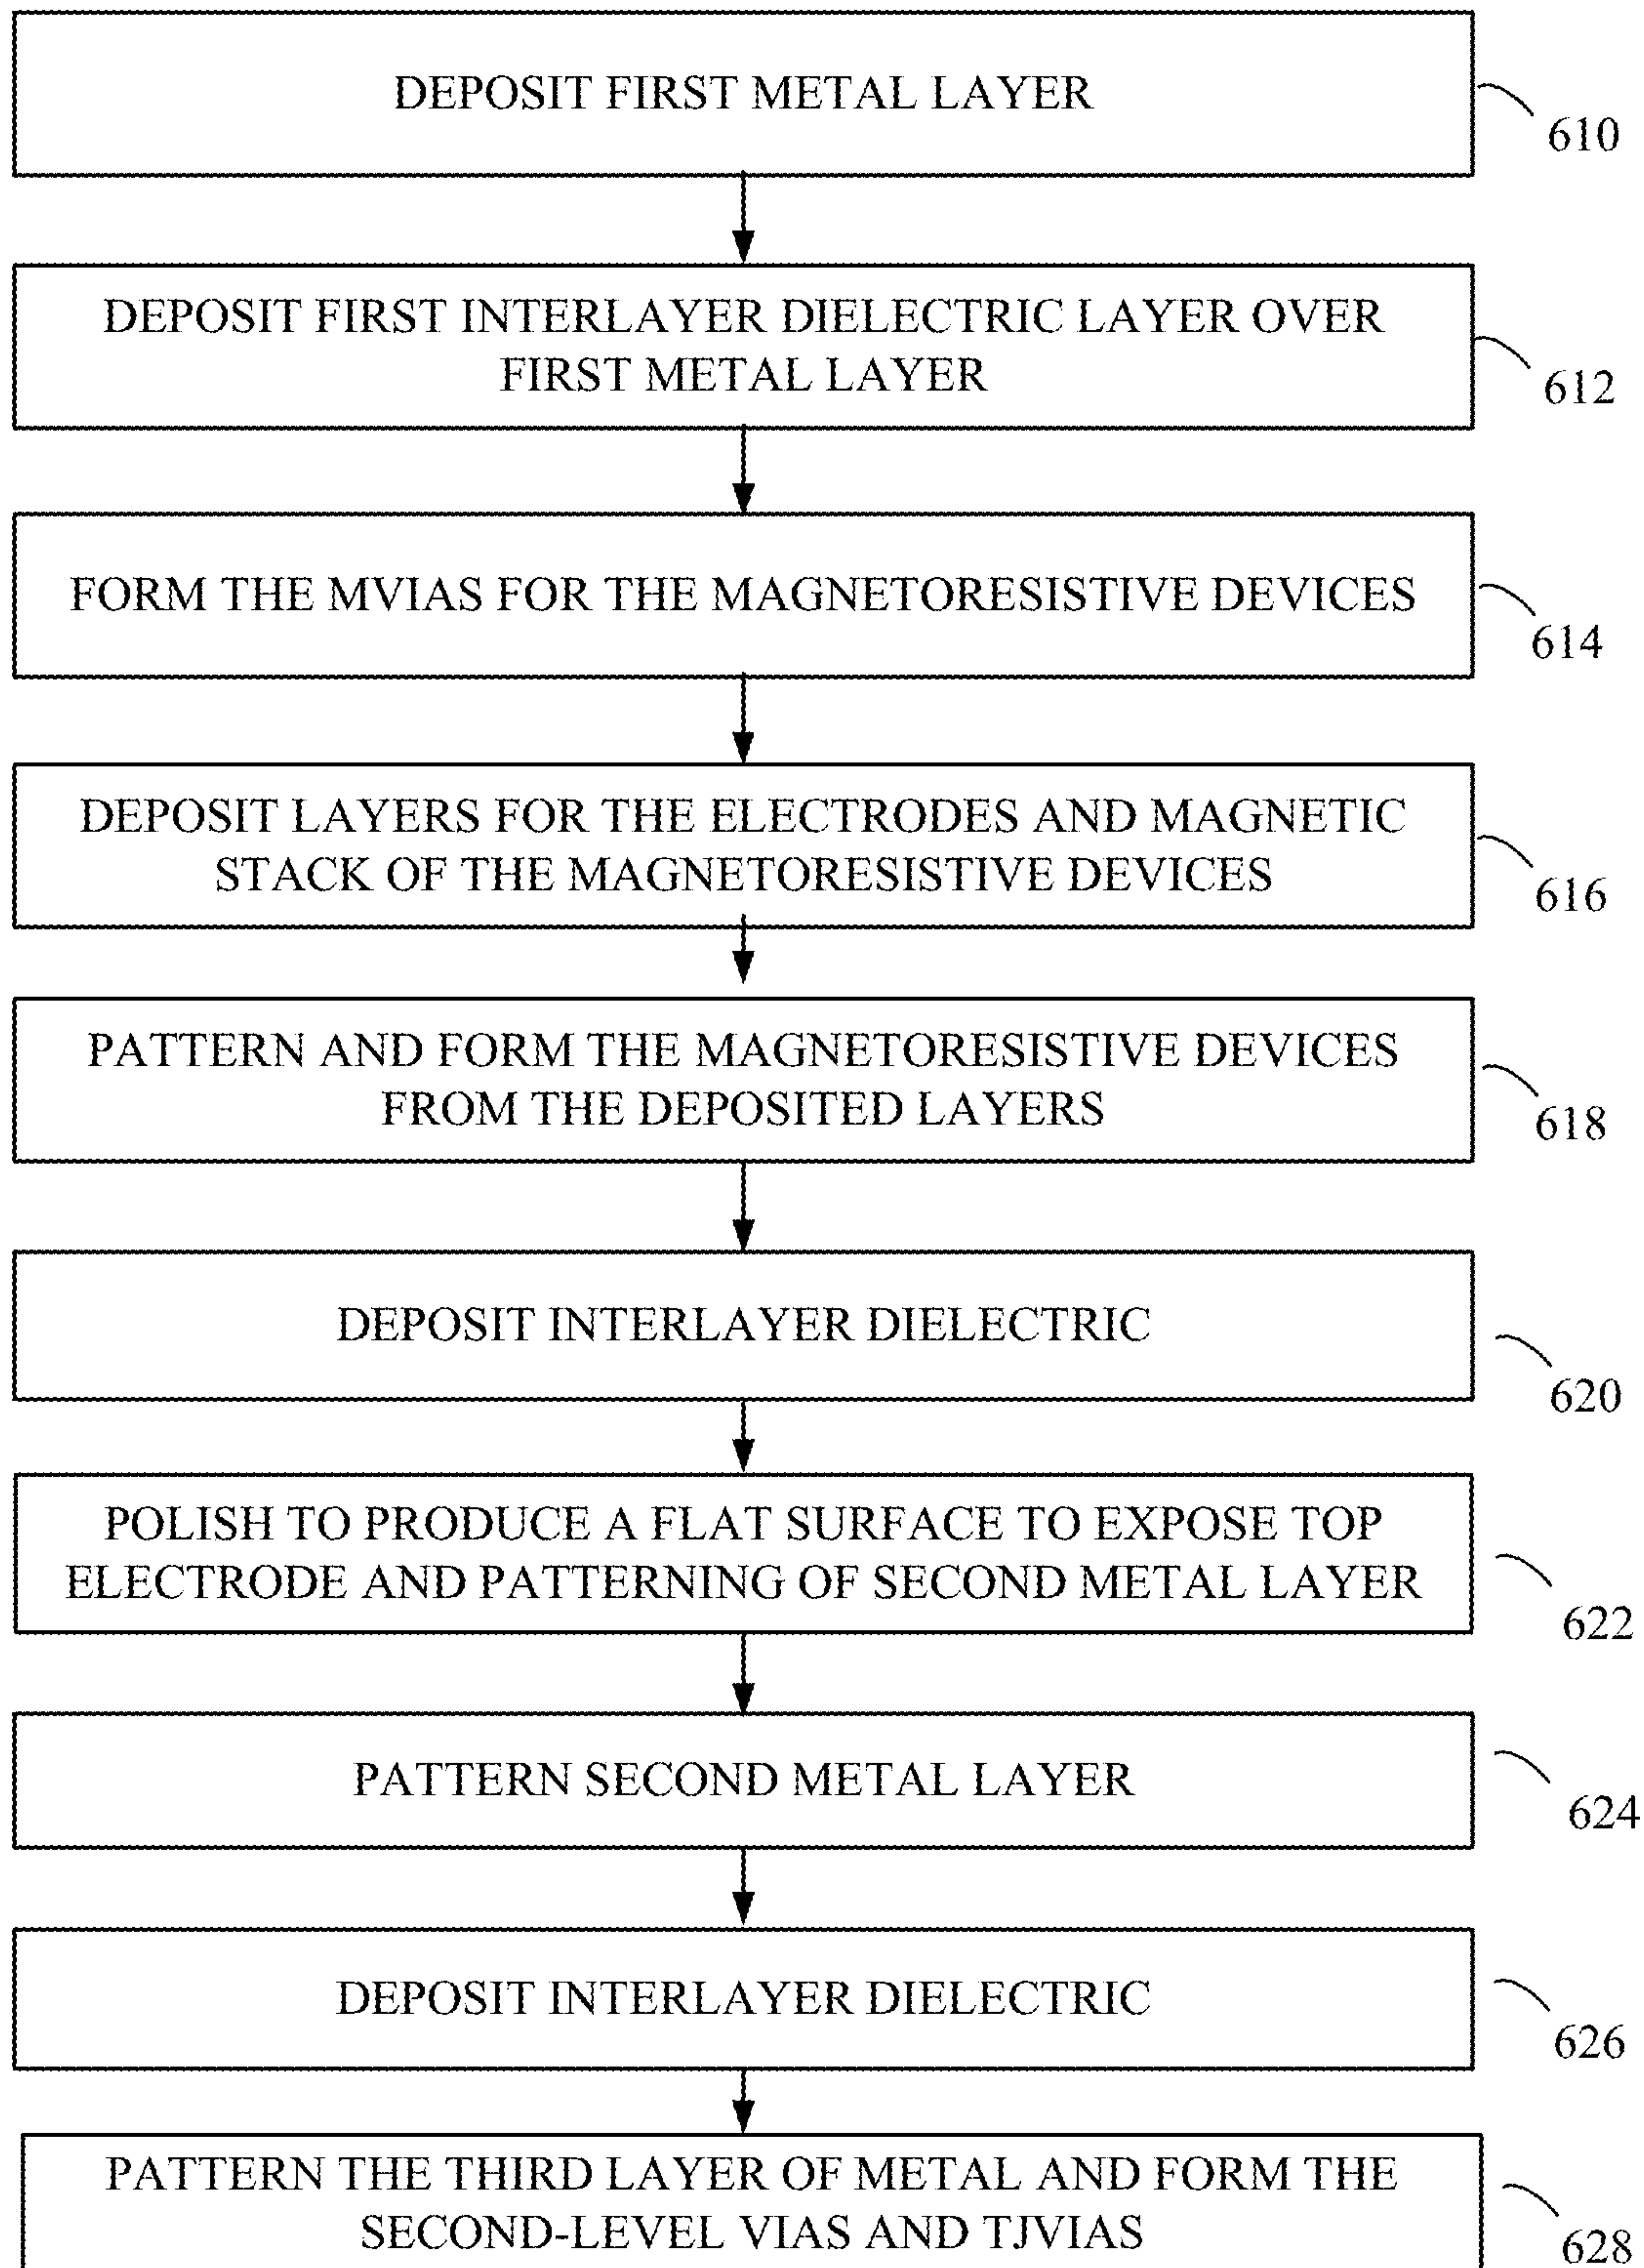 DEPOSIT FIRST METAL LAYER
610
DEPOSIT FIRST INTERLAYER DIELECTRIC LAYER OVER
FIRST METAL LAYER
612
FORM THE MVIAS FOR THE MAGNETORESISTIVE DEVICES
614
DEPOSIT LAYERS FOR THE ELECTRODES AND MAGNETIC
STACK OF THE MAGNETORESISTIVE DEVICES
616
PATTERN AND FORM THE MAGNETORESISTIVE DEVICES
FROM THE DEPOSITED LAYERS
618
DEPOSIT INTERLAYER DIELECTRIC
620
POLISH TO PRODUCE A FLAT SURFACE TO EXPOSE TOP
ELECTRODE AND PATTERNING OF SECOND METAL LAYER
622
PATTERN SECOND METAL LAYER
624
DEPOSIT INTERLAYER DIELECTRIC
626
PATTERN THE THIRD LAYER OF METAL AND FORM THE
SECOND-LEVEL VIAS AND TJVIAS
628